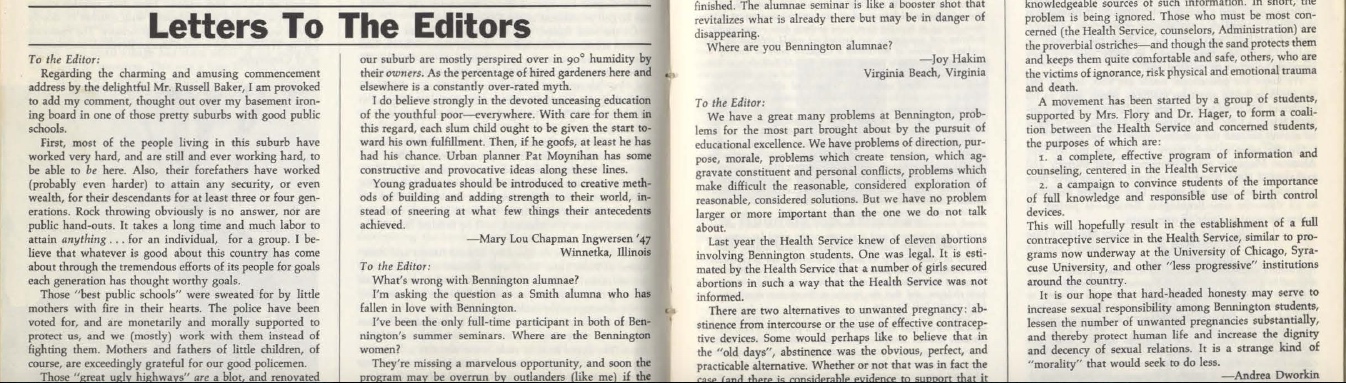 Letters To The Editors
To the Editor:
Regarding the charming and amusing commencement
address by the delightful Mr. Russell Baker, I am provoked
to add my comment, thought out over my basement iron-
ing board in one of those pretty suburbs with good public
schools.
First, most of the people living in this suburb have
worked very hard, and are still and ever working hard, to
be able to be here. Also, their forefathers have worked
(probably even harder) to attain any security, or even
wealth, for their descendants for at least three or four gen-
erations. Rock throwing obviously is no answer, nor are
public hand-outs. It takes a long time and much labor to
attain anything . . . for an individual, for a group. I be-
lieve that whatever is good about this country has come
about through the tremendous efforts of its people for goals
each generation has thought worthy goals.
Those "best public schools" were sweated for by little
mothers with fire in their hearts. The police have been
voted for, and are monetarily and morally supported to
protect us, and we (mostly) work with them instead of
fighting them. Mothers and fathers of little children, of
course, are exceedingly grateful for our good policemen.
Those "great ugly highways" are a blot, and renovated
our suburb are mostly perspired over in 90° humidity by
their owners. As the percentage of hired gardeners here and
elsewhere is a constantly over-rated myth.
I do believe strongly in the devoted unceasing education
of the youthful poor—everywhere. With care for them in
this regard, each slum child ought to be given the start to-
ward his own fulfillment. Then, if he goofs, at least he has
had his chance. Urban planner Pat Moynihan has some
constructive and provocative ideas along these lines.
Young graduates should be introduced to creative meth-
ods of building and adding strength to their world, in-
stead of sneering at what few things their antecedents
achieved.
—Mary Lou Chapman Ingwersen '47
Winnetka, Illinois
To the Editor:
What's wrong with Bennington alumnae?
I'm asking the question as a Smith alumna who has
fallen in love with Bennington.
I've been the only full-time participant in both of Ben-
nington's summer seminars. Where are the Bennington
women?
They're missing a marvelous opportunity, and soon the
program may be overrun by outlanders (like me) if the
finished. The alumnae seminar is like a booster shot that
revitalizes what is already there but may be in danger of
disappearing.
Where are you Bennington alumnae?
—Joy Hakim
Virginia Beach, Virginia
To the Editor:
We have a great many problems at Bennington, prob-
lems for the most part brought about by the pursuit of
educational excellence. We have problems of direction, pur-
pose, morale, problems which create tension, which ag-
gravate constituent and personal conflicts, problems which
make difficult the reasonable, considered exploration of
reasonable, considered solutions. But we have no problem
larger or more important than the one we do not talk
about.
Last year the Health Service knew of eleven abortions
involving Bennington students. One was legal. It is esti-
mated by the Health Service that a number of girls secured
abortions in such a way that the Health Service was not
informed.
There are two alternatives to unwanted pregnancy: ab-
stinence from intercourse or the use of effective contracep-
tive devices. Some would perhaps like to believe that in
the "old days", abstinence was the obvious, perfect, and
practicable alternative. Whether or not that was in fact the
case (and there is considerable evidence to support that it
knowledgeable sources of such information. In short, the
problem is being ignored. Those who must be most con-
cerned (the Health Service, counselors, Administration) are
the proverbial ostriches—and though the sand protects them
and keeps them quite comfortable and safe, others, who are
the victims of ignorance, risk physical and emotional trauma
and death.
A movement has been started by a group of students,
supported by Mrs. Flory and Dr. Hager, to form a coali-
tion between the Health Service and concerned students,
the purposes of which are:
1. a complete, effective program of information and
counseling, centered in the Health Service
2. a campaign to convince students of the importance
of full knowledge and responsible use of birth control
devices.
This will hopefully result in the establishment of a full
contraceptive service in the Health Service, similar to pro-
grams now underway at the University of Chicago, Syra-
cuse University, and other "less progressive" institutions
around the country.
It is our hope that hard-headed honesty may serve to
increase sexual responsibility among Bennington students,
lessen the number of unwanted pregnancies substantially,
and thereby protect human life and increase the dignity
and decency of sexual relations. It is a strange kind of
"morality" that would seek to do less.
—Andrea Dworkin